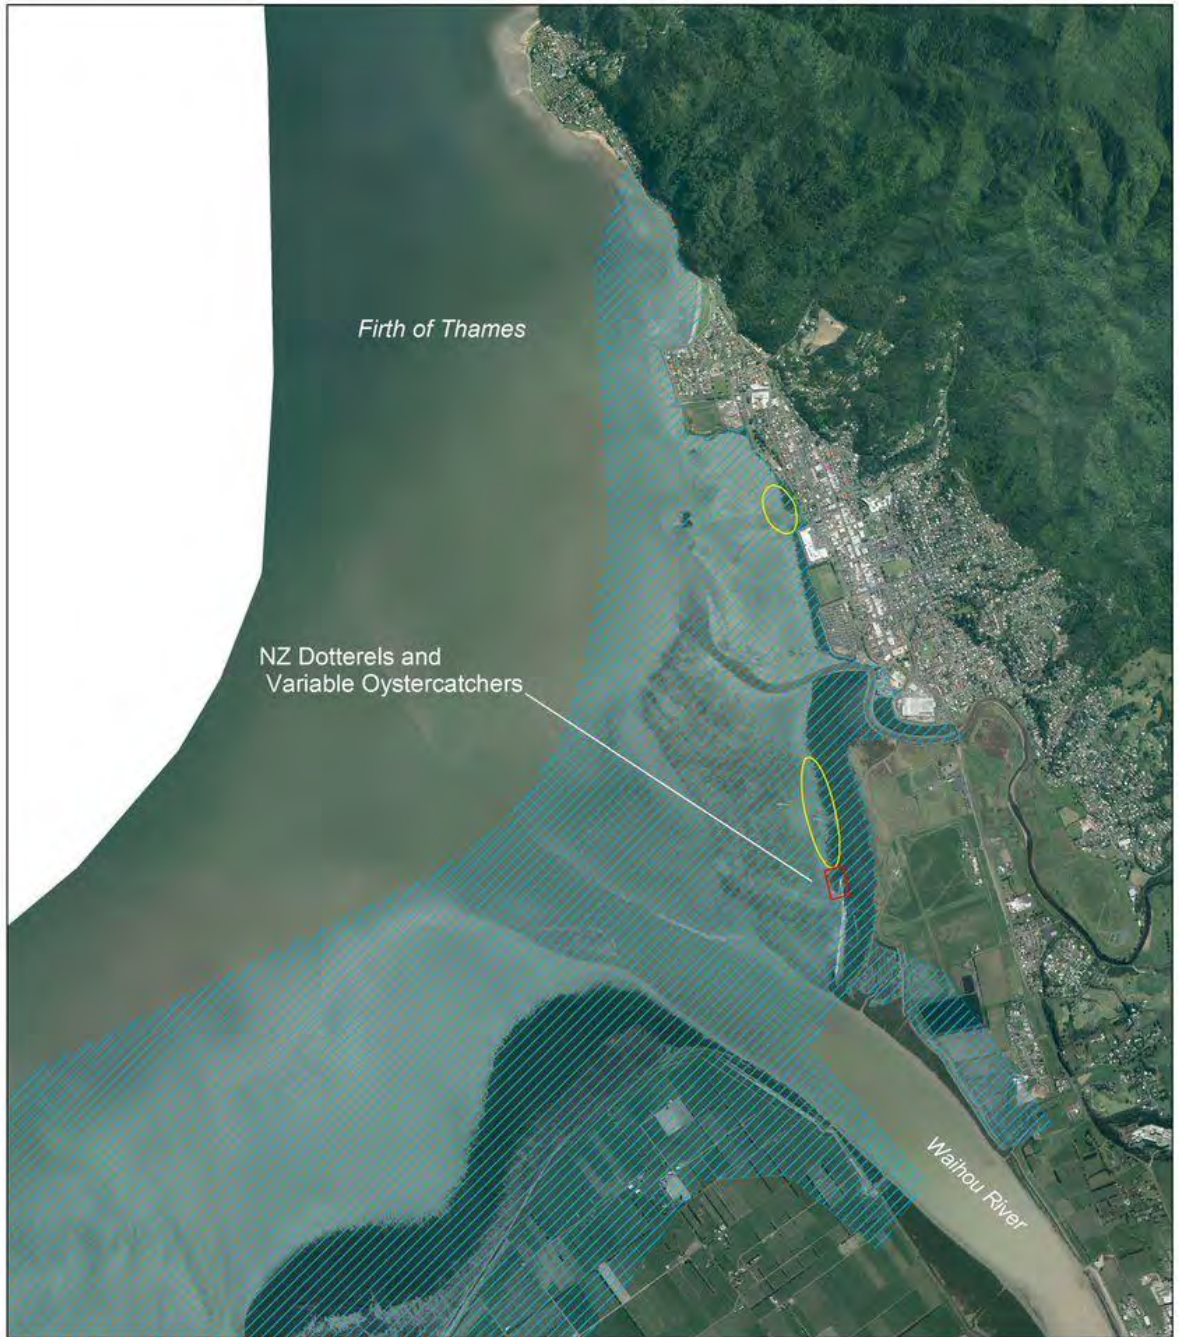 Firth of Thames
NZ Dotterels and
Variable Oystercatchers
Waihou River